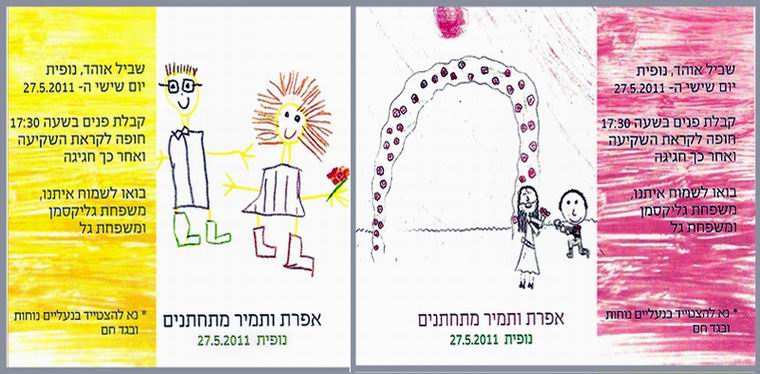 שביל אוהד, נופית
יום שישי ה- 27.5.2011
קבלת פנים בשעה 17:30
חופה לקראת השקיעה
ואחר כך חגיגה
בואו לשמוח איתנו,
משפחת גליקסמן
ומשפחת גל
* נא להצטייד בנעליים נוחות
ובגד חם
אפרת ותמיר מתחתנים
נופית 27.5.2011
שביל אוהד, נופית
יום שישי ה- 27.5.2011
קבלת פנים בשעה 17:30
חופה לקראת השקיעה
ואחר כך חגיגה
בואו לשמוח איתנו,
משפחת גליקסמן
ומשפחת גל
* נא להצטייד בנעליים נוחות
ובגד חם
אפרת ותמיר מתחתנים
נופית 27.5.2011